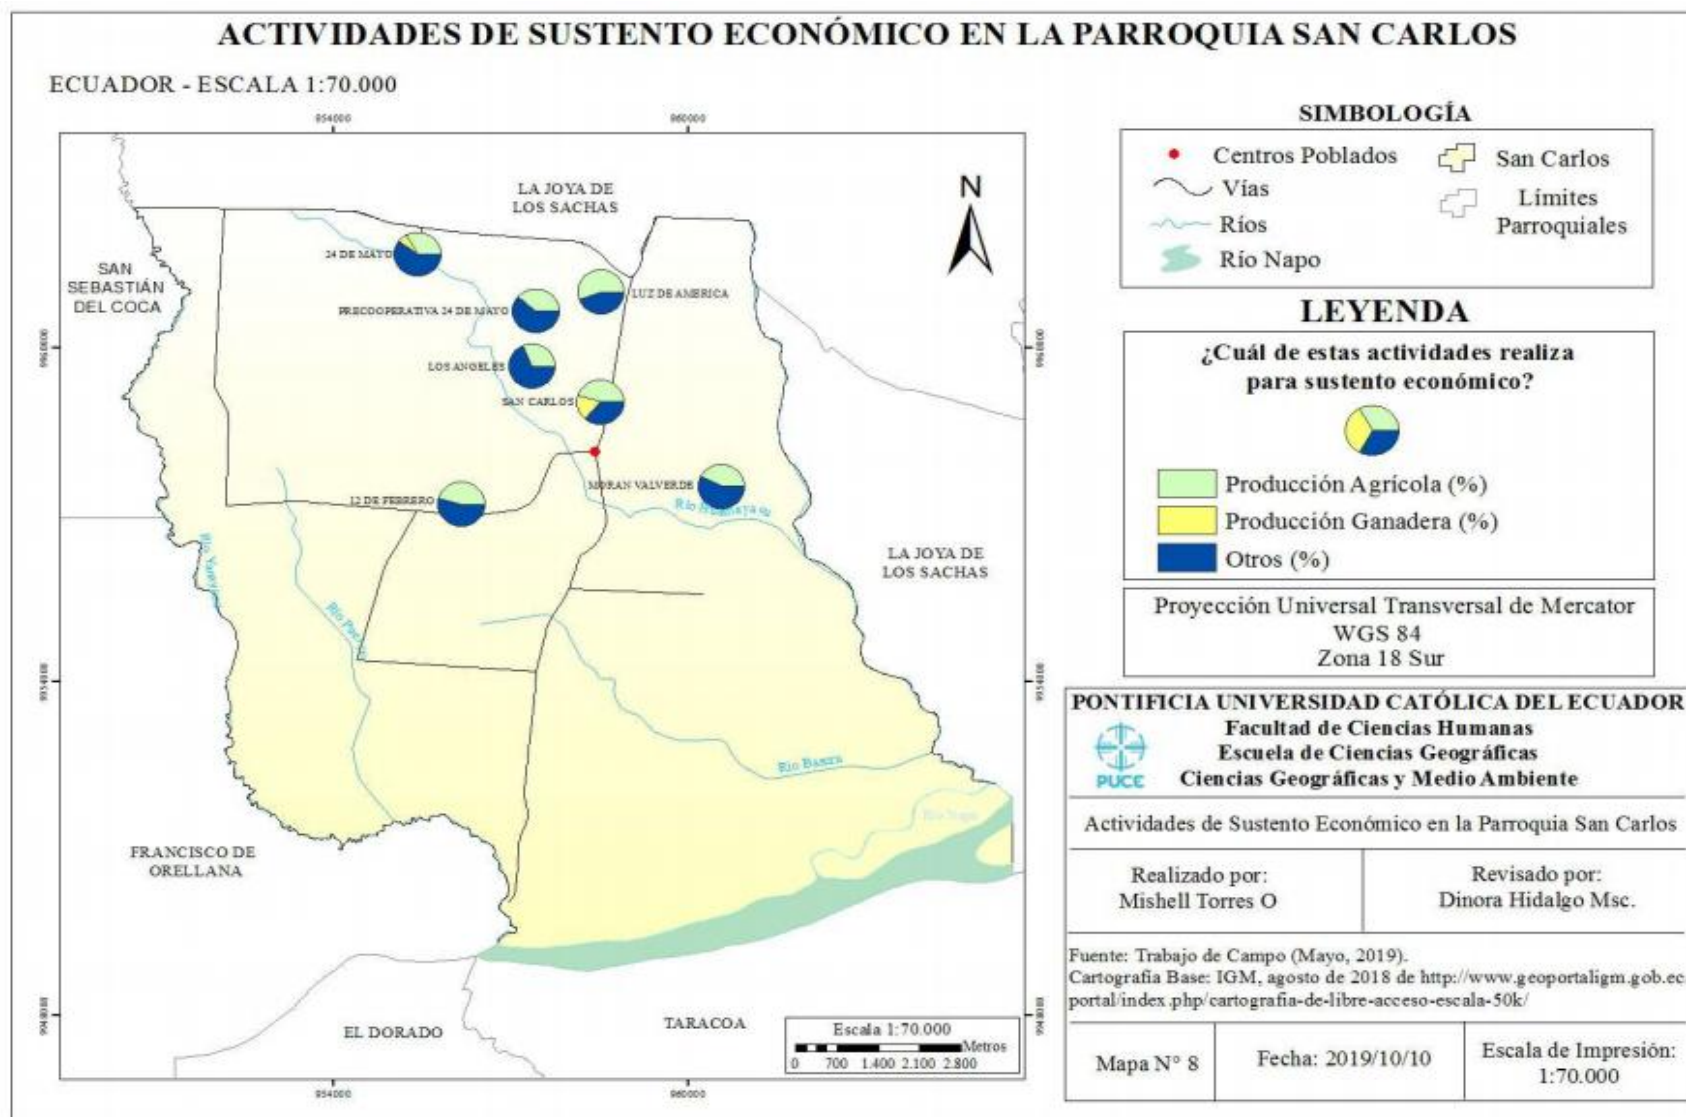 ACTIVIDADES DE SUSTENTO ECONÓMICO EN LA PARROQUIA SAN CARLOS
ECUADOR - ESCALA 1:70.000
954000
960000
N
LA JOYA DE
LOS SACHAS
SAN
SEBASTIÁN
DEL COCA
24 DE MAYO
LUZ DE AMERICA
PRECOOPERATIVA 24 DE MAYO
LOS ANGELES
SAN CARLOS
MORAN VALVERDE
12 DE FEBRERO
LA JOYA DE
LOS SACHAS
Río
Río
Río Napo
FRANCISCO DE
ORELLANA
EL DORADO
TARACOA
Escala 1:70.000
Metros
0 700 1.400 2.100 2.800
954000
960000
SIMBOLOGÍA
Centros Poblados
San Carlos
Vías
Límites
Parroquiales
Ríos
Río Napo
LEYENDA
¿Cuál de estas actividades realiza
para sustento económico?
Producción Agrícola (%)
Producción Ganadera (%)
Otros (%)
Proyección Universal Transversal de Mercator
WGS 84
Zona 18 Sur
PONTIFICIA UNIVERSIDAD CATÓLICA DEL ECUADOR
Facultad de Ciencias Humanas
Escuela de Ciencias Geográficas
Ciencias Geográficas y Medio Ambiente
PUCE
Actividades de Sustento Económico en la Parroquia San Carlos
Realizado por:
Mishell Torres O
Revisado por:
Dinora Hidalgo Msc.
Fuente: Trabajo de Campo (Mayo, 2019).
Cartografía Base: IGM, agosto de 2018 de http://www.geoportaligm.gob.ec
portal/index.php/cartografia-de-libre-acceso-escala-50k/
Mapa N° 8
Fecha: 2019/10/10
Escala de Impresión:
1:70.000